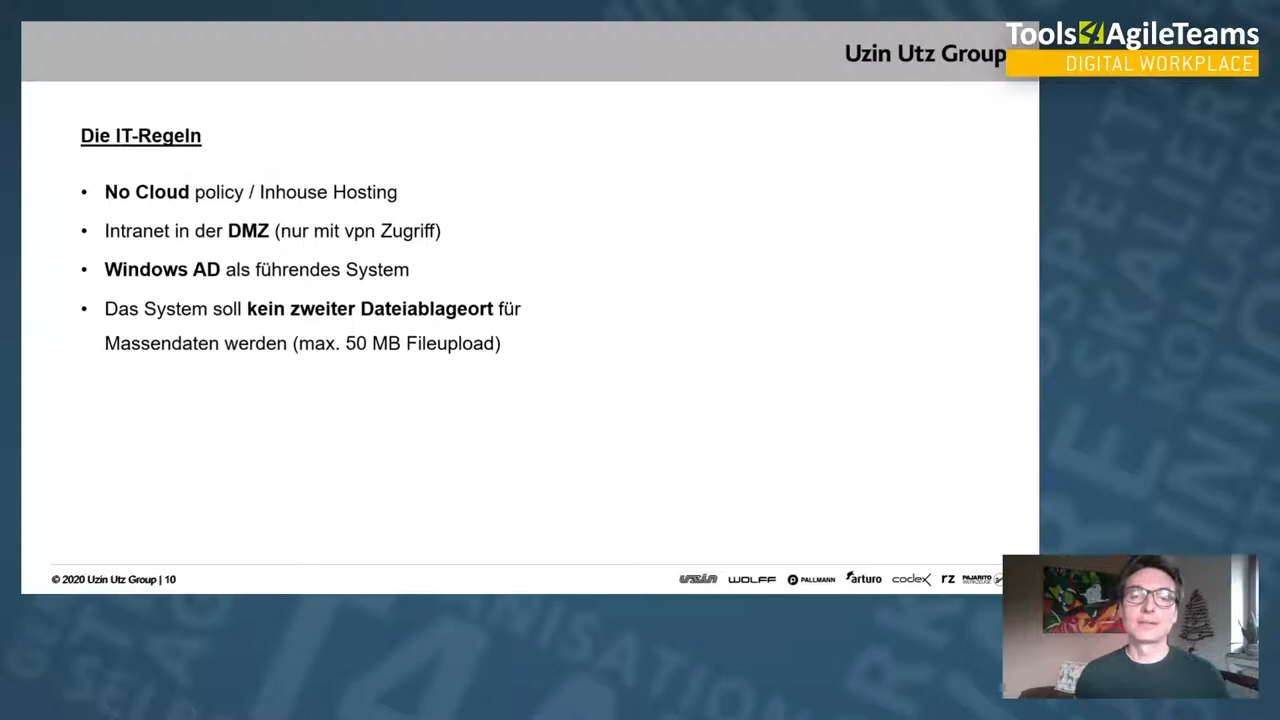 Tools4AgileTeams
DIGITAL WORKPLACE
Uzin Utz Group
Die IT-Regeln
• No Cloud policy / Inhouse Hosting
• Intranet in der DMZ (nur mit vpn Zugriff)
• Windows AD als führendes System
• Das System soll kein zweiter Dateiablageort für
Massendaten werden (max. 50 MB Fileupload)
© 2020 Uzin Utz Group | 10
UZIN WOLFF PALLMANN arturo codex rz PAJARITO